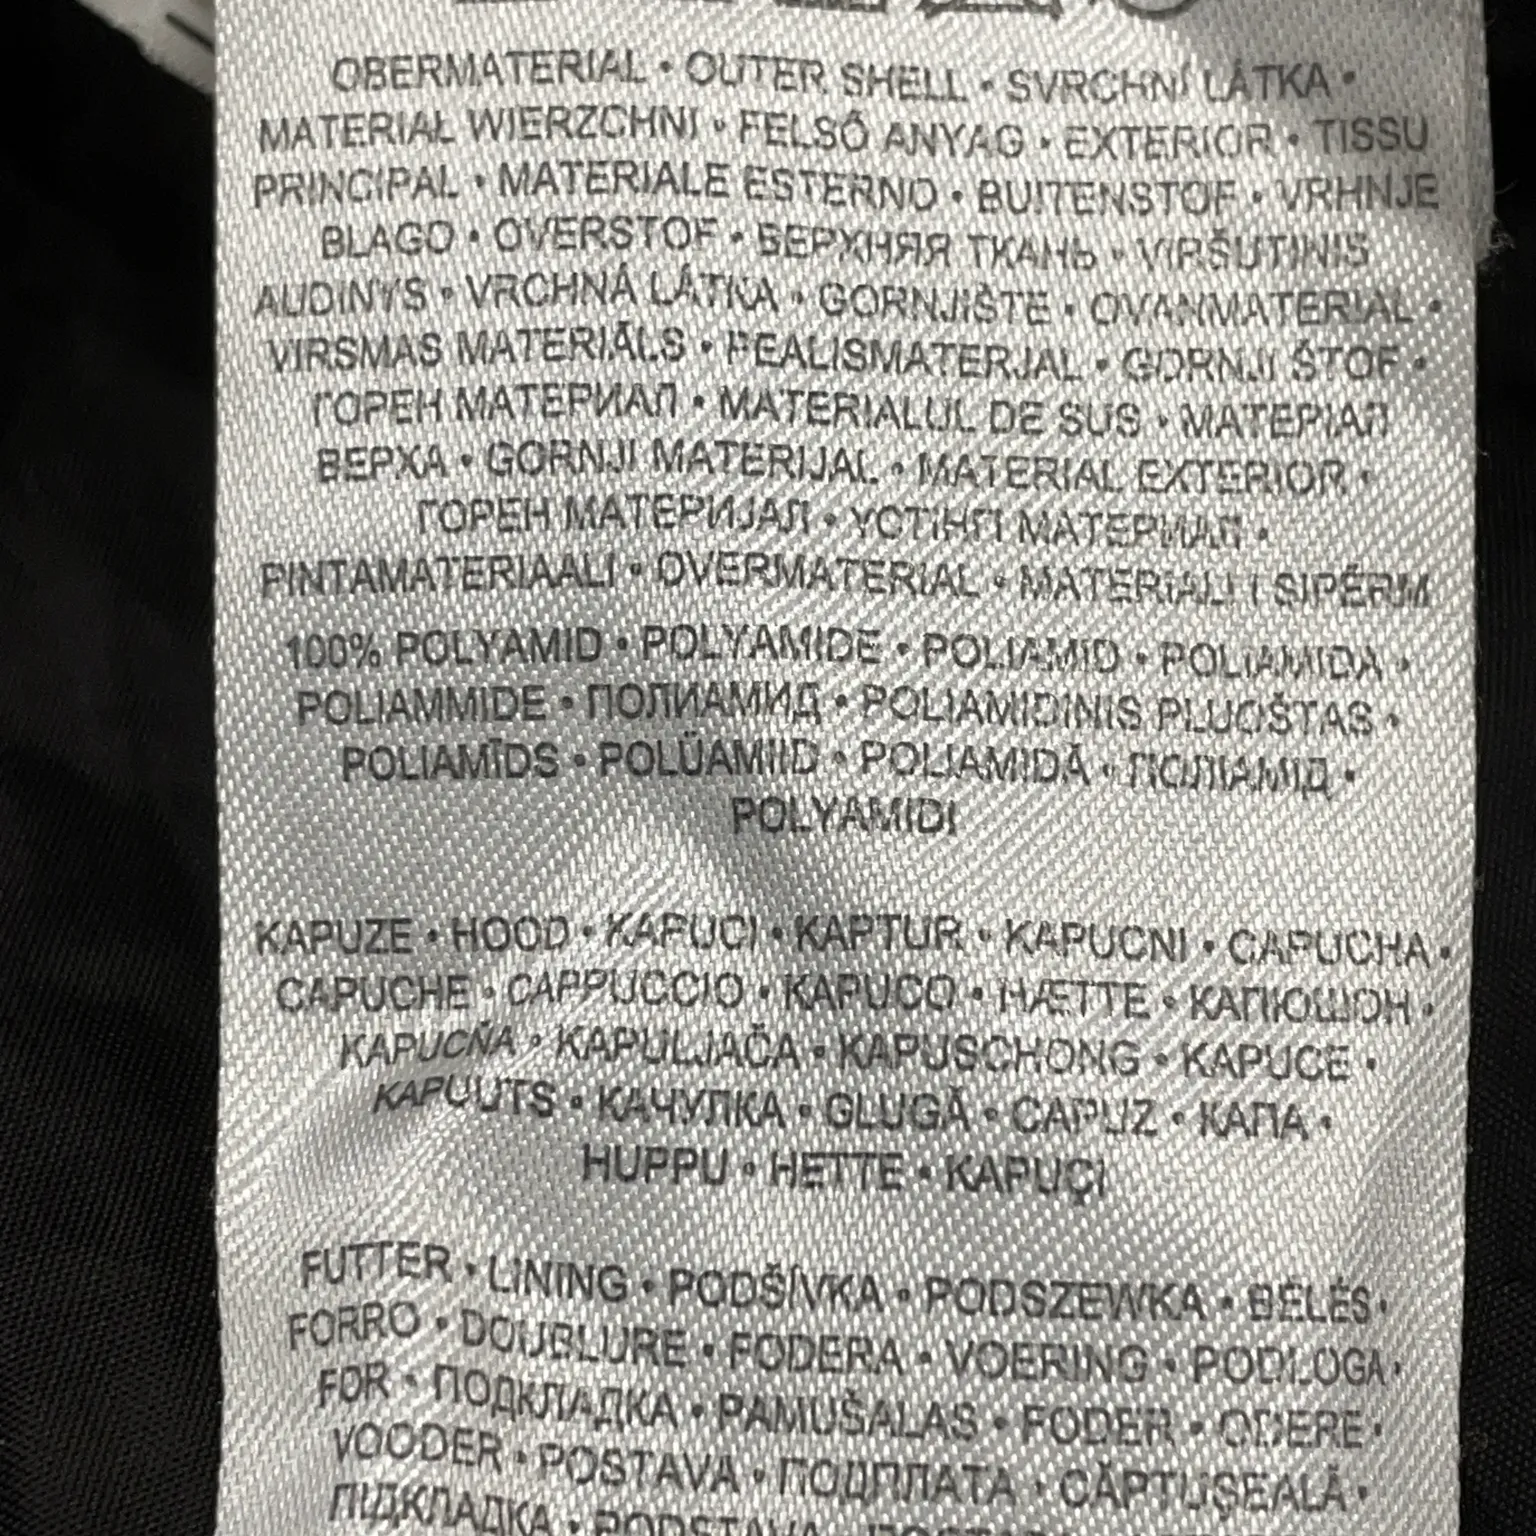 OBERMATERIAL • OUTER SHELL • SVRCHNÍ LÁTKA •
MATERIAŁ WIERZCHNI • FELSŐ ANYAG • EXTERIOR • TISSU
PRINCIPAL • MATERIALE ESTERNO • BUITENSTOF • VRHNJE
BLAGO • OVERSTOF • ВЕРХНЯЯ ТКАНЬ • VIRŠUTINIS
AUDINYS • VRCHNÁ LÁTKA • GORNJIŠTE • OVANMATERIAL •
VIRSMAS MATERIĀLS • PEALISMATERJAL • GORNJI ŠTOF •
ГОРЕН МАТЕРИАЛ • MATERIALUL DE SUS • МАТЕРІАЛ
ВЕРХА • GORNJI MATERIJAL • MATERIAL EXTERIOR •
ГОРЕН МАТЕРИЈАЛ • ҮСТІҢГІ МАТЕРИАЛ •
PINTAMATERIAALI • OVERMATERIAL • MATERIALI I SIPËRM
100% POLYAMID • POLYAMIDE • POLIAMID • POLIAMIDA •
POLIAMMIDE • ПОЛИАМИД • POLIAMIDINIS PLUOŠTAS •
POLIAMĪDS • POLÜAMIID • POLIAMIDĂ • ПОЛІАМІД •
POLYAMIDI
KAPUZE • HOOD • KAPUCI • KAPTUR • KAPUCNI • CAPUCHA •
CAPUCHE • CAPPUCCIO • KAPUCO • HÆTTE • КАПЮШОН •
KAPUCŇA • KAPULJAČA • KAPUSCHONG • KAPUCE •
KAPUUTS • КАЧУЛКА • GLUGĂ • CAPUZ • КАПА •
HUPPU • HETTE • KAPUÇI
FUTTER • LINING • PODŠÍVKA • PODSZEWKA • BÉLÉS •
FORRO • DOUBLURE • FODERA • VOERING • PODLOGA •
FOR • ПОДКЛАДКА • PAMUŠALAS • FODER • ODERE •
VOODER • POSTAVA • ПОДПЛАТА • CĂPTUȘEALĂ •
ПІДКЛАДКА • PODSTAVA •